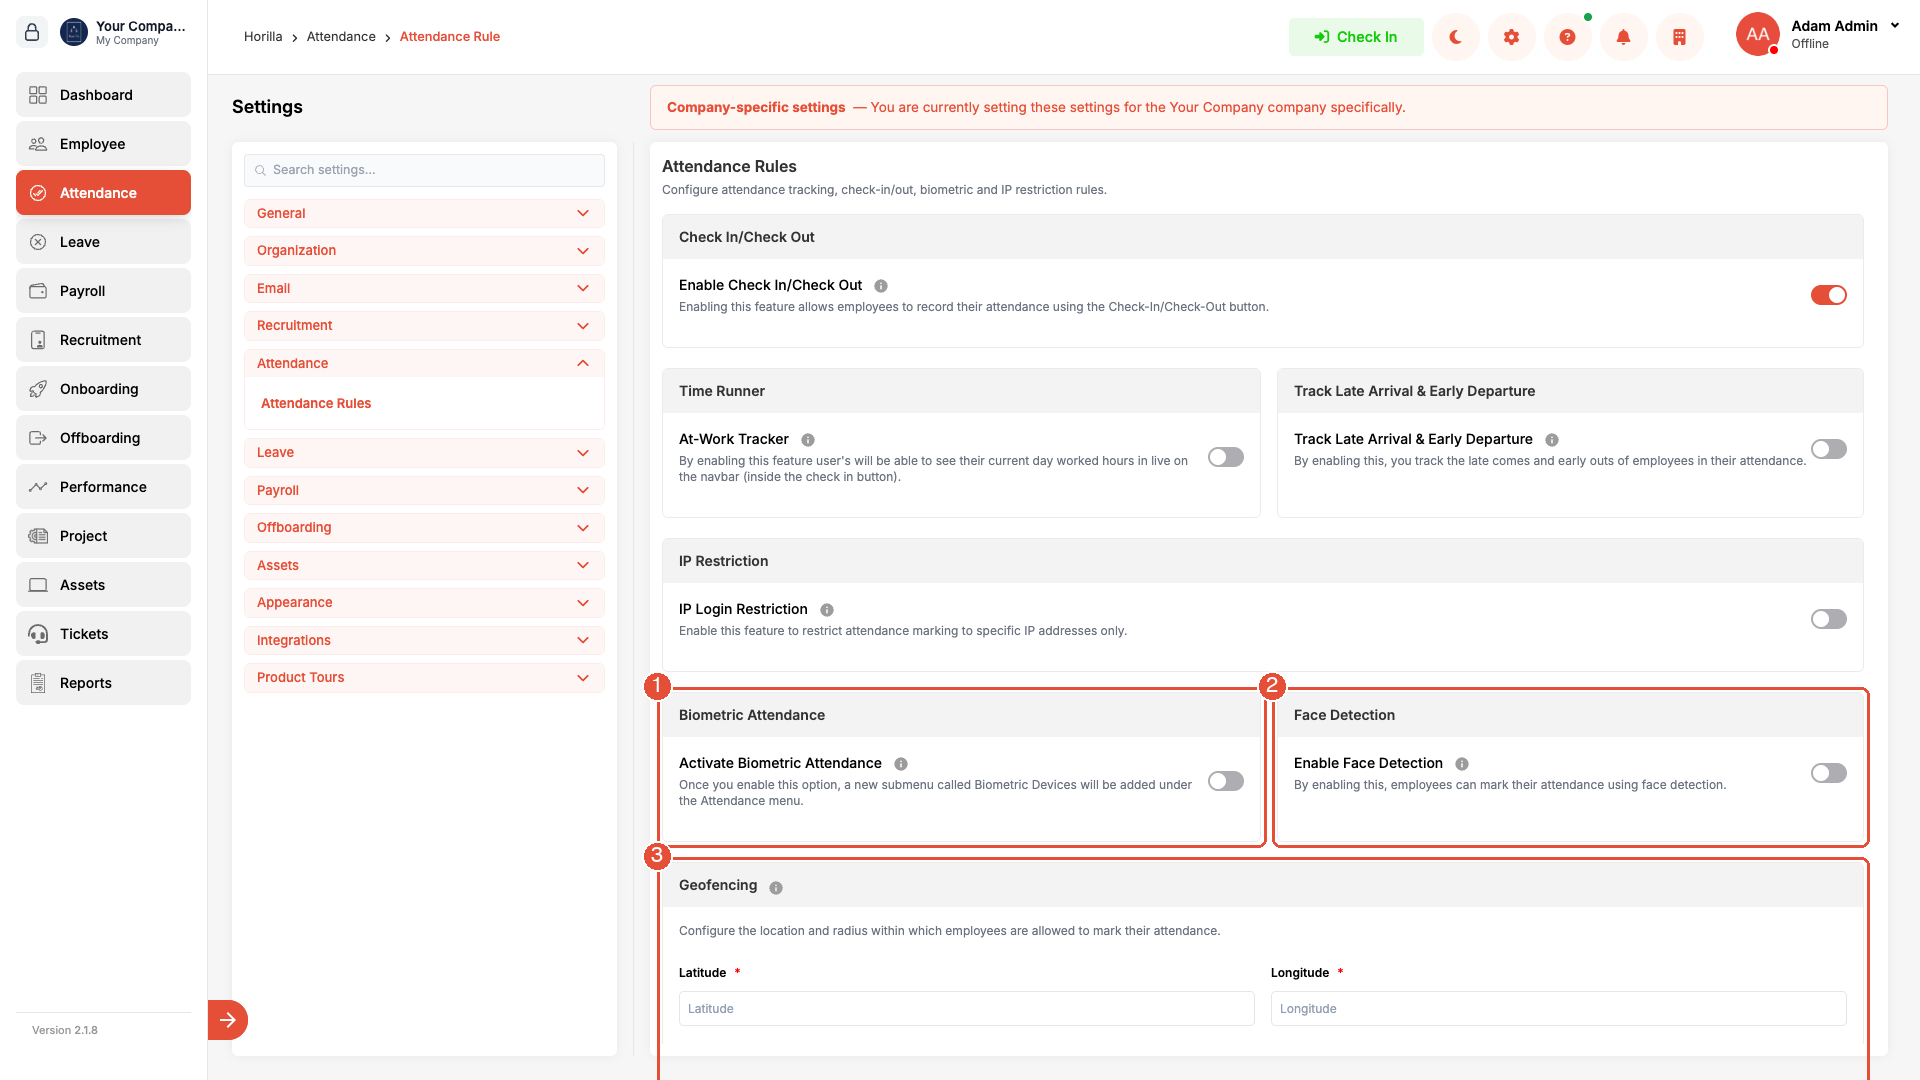 Your Compa...
My Company
Dashboard
Employee
Attendance
Leave
Payroll
Recruitment
Onboarding
Offboarding
Performance
Project
Assets
Tickets
Reports
Version 2.1.8
Horilla > Attendance > Attendance Rule
Check In
AA
Adam Admin
Offline
Settings
Search settings...
General
Organization
Email
Recruitment
Attendance
Attendance Rules
Leave
Payroll
Offboarding
Assets
Appearance
Integrations
Product Tours
Company-specific settings — You are currently setting these settings for the Your Company company specifically.
Attendance Rules
Configure attendance tracking, check-in/out, biometric and IP restriction rules.
Check In/Check Out
Enable Check In/Check Out
Enabling this feature allows employees to record their attendance using the Check-In/Check-Out button.
Time Runner
At-Work Tracker
By enabling this feature user's will be able to see their current day worked hours in live on
the navbar (inside the check in button).
Track Late Arrival & Early Departure
Track Late Arrival & Early Departure
By enabling this, you track the late comes and early outs of employees in their attendance.
IP Restriction
IP Login Restriction
Enable this feature to restrict attendance marking to specific IP addresses only.
1
Biometric Attendance
Activate Biometric Attendance
Once you enable this option, a new submenu called Biometric Devices will be added under
the Attendance menu.
2
Face Detection
Enable Face Detection
By enabling this, employees can mark their attendance using face detection.
3
Geofencing
Configure the location and radius within which employees are allowed to mark their attendance.
Latitude *
Latitude
Longitude *
Longitude